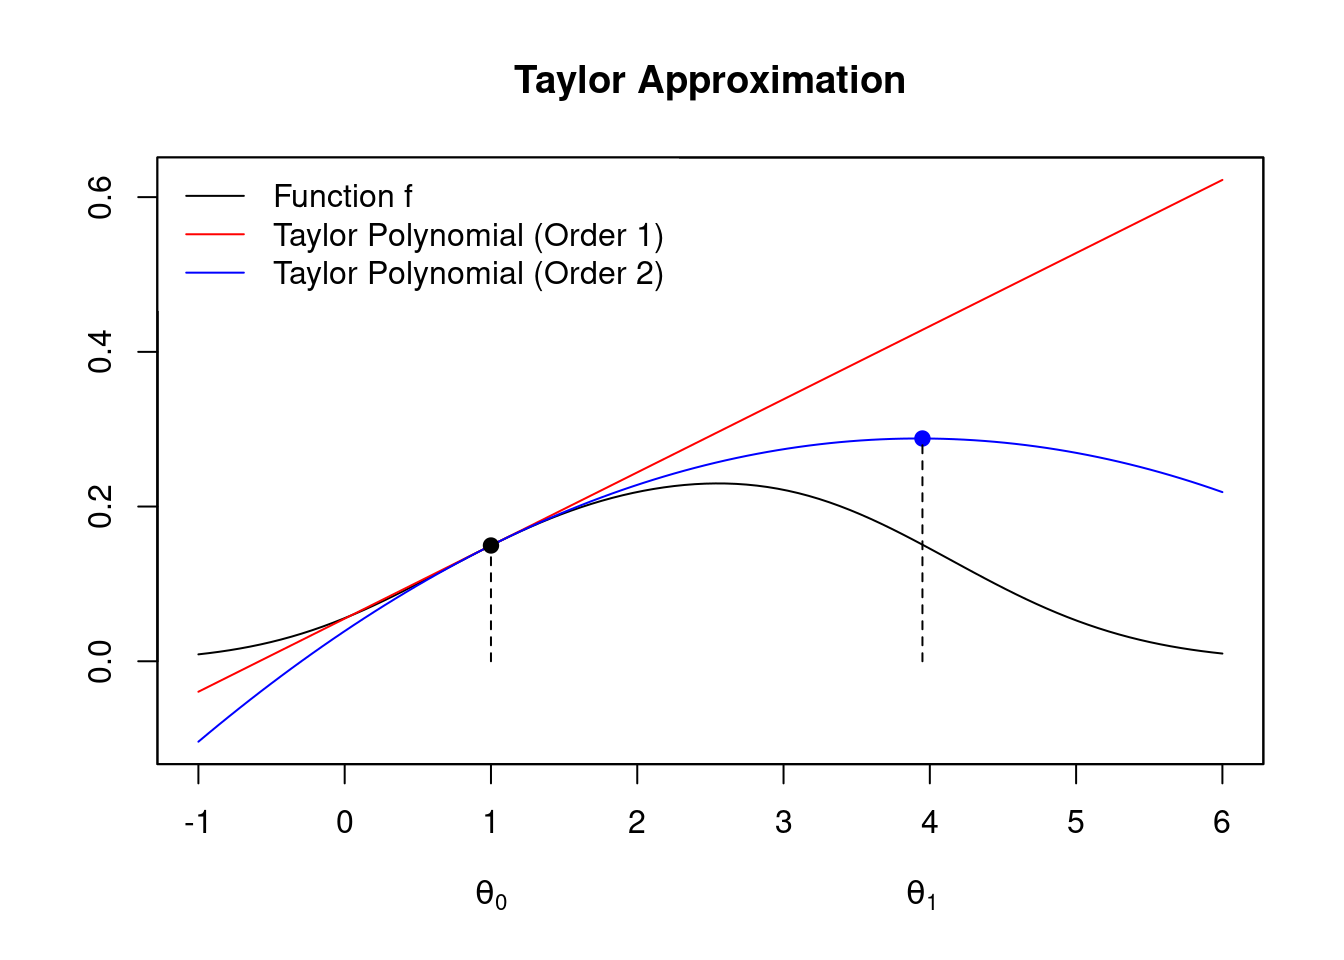 Taylor Approximation
Function f
Taylor Polynomial (Order 1)
Taylor Polynomial (Order 2)
0.6
0.4
0.2
0.0
-1 0 1 2 3 4 5 6
θ₀ θ₁